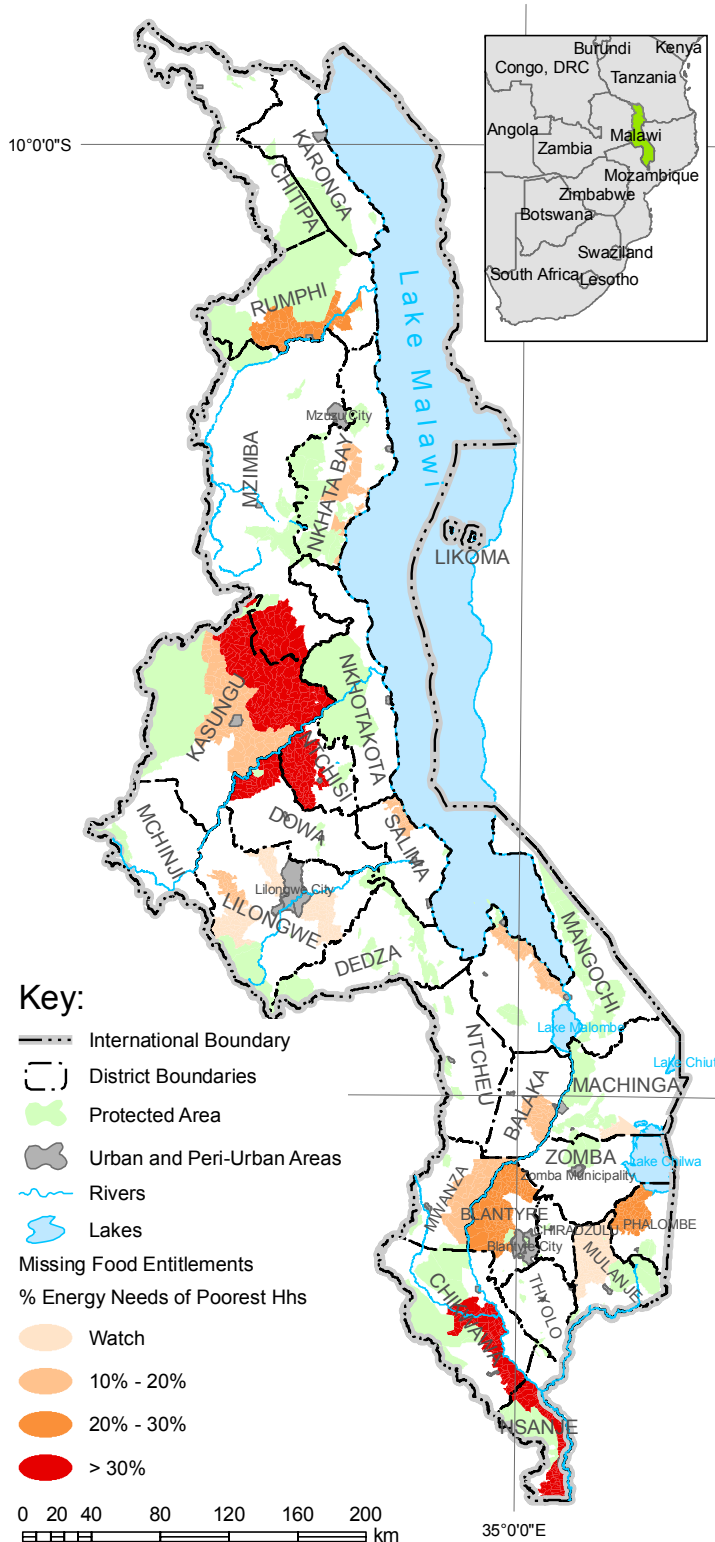 Burundi
Kenya
Congo, DRC
Tanzania
Angola
Malawi
Zambia
Mozambique
Zimbabwe
Botswana
Swaziland
South Africa
Lesotho
10°0'0"S
KARONGA
CHITIPA
RUMPHI
Lake Malawi
Mzuzu City
MZIMBA
NKHATA BAY
LIKOMA
KASUNGU
NKHOTAKOTA
NTCHISI
MCHINJI
DOWA
SALIMA
Lilongwe City
LILONGWE
DEDZA
MANGOCHI
Lake Malombe
NTCHEU
Lake Chiut
MACHINGA
BALAKA
ZOMBA
Lake Chilwa
Zomba Municipality
MWANZA
BLANTYRE
PHALOMBE
CHIRADZULU
Blantyre City
MULANJE
CHIKWAWA
THYOLO
NSANJE
Key:
International Boundary
District Boundaries
Protected Area
Urban and Peri-Urban Areas
Rivers
Lakes
Missing Food Entitlements
% Energy Needs of Poorest Hhs
Watch
10% - 20%
20% - 30%
> 30%
0 20 40 80 120 160 200
km
35°0'0"E